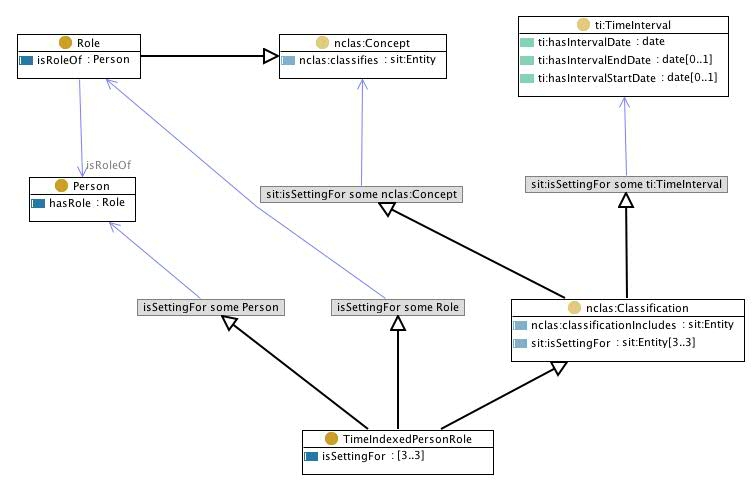 Role
isRoleOf : Person
nclas:Concept
nclas:classifies : sit:Entity
ti:TimeInterval
ti:hasIntervalDate : date
ti:hasIntervalEndDate : date[0..1]
ti:hasIntervalStartDate : date[0..1]
isRoleOf
Person
hasRole : Role
sit:isSettingFor some nclas:Concept
sit:isSettingFor some ti:TimeInterval
isSettingFor some Person
isSettingFor some Role
nclas:Classification
nclas:classificationIncludes : sit:Entity
sit:isSettingFor : sit:Entity[3..3]
TimeIndexedPersonRole
isSettingFor : [3..3]